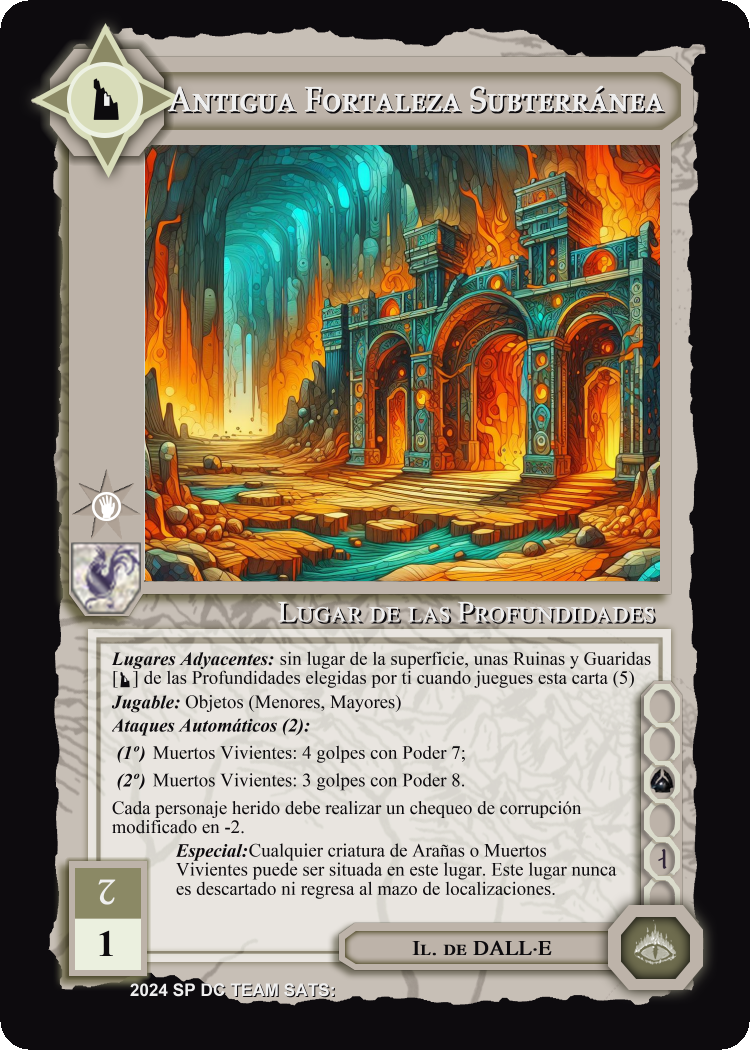 Antigua Fortaleza Subterránea
Lugar de las Profundidades
Lugares Adyacentes: sin lugar de la superficie, unas Ruinas y Guaridas
[] de las Profundidades elegidas por ti cuando juegues esta carta (5)
Jugable: Objetos (Menores, Mayores)
Ataques Automáticos (2):
(1º) Muertos Vivientes: 4 golpes con Poder 7;
(2º) Muertos Vivientes: 3 golpes con Poder 8.
Cada personaje herido debe realizar un chequeo de corrupción
modificado en -2.
Especial:Cualquier criatura de Arañas o Muertos
Vivientes puede ser situada en este lugar. Este lugar nunca
es descartado ni regresa al mazo de localizaciones.
1
Il. de DALL·E
2024 SP DC TEAM SATS: